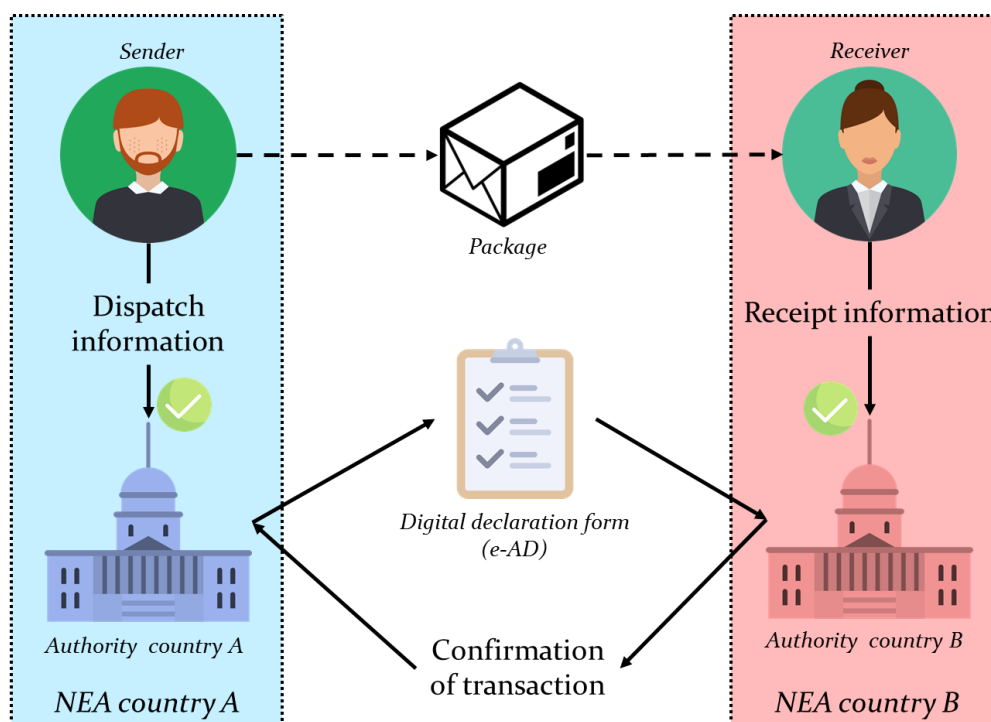 Sender
Receiver
Package
Dispatch
information
Receipt information
Digital declaration form
(e-AD)
Authority country A
Authority country B
Confirmation
of transaction
NEA country A
NEA country B